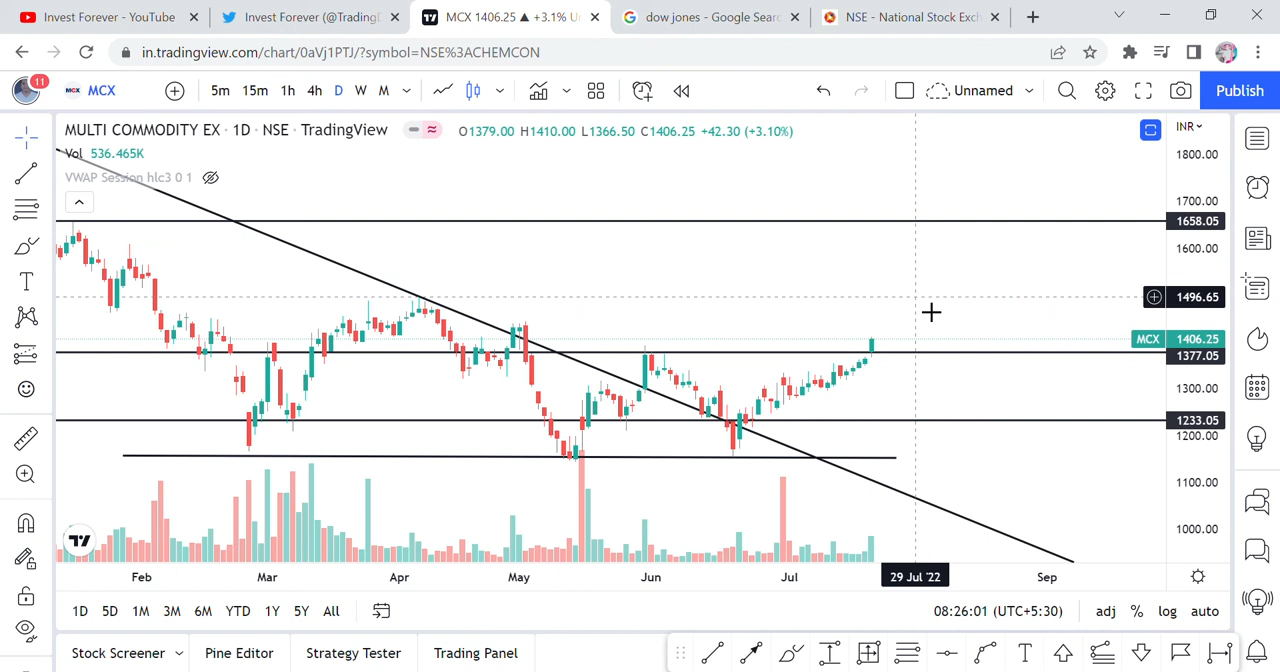 Invest Forever - YouTube
Invest Forever (@Trading
MCX 1406.25 ▲ +3.1%
dow jones - Google Sear
NSE - National Stock Exch
in.tradingview.com/chart/0aVj1PTJ/?symbol=NSE%3ACHEMCON
11 MCX MCX 5m 15m 1h 4h D W M Unnamed Publish
MULTI COMMODITY EX · 1D · NSE · TradingView O1379.00 H1410.00 L1366.50 C1406.25 +42.30 (+3.10%)
INR
Vol 536.465K
VWAP Session hlc3 0 1
1800.00
1700.00
1658.05
1600.00
1496.65
MCX 1406.25
1377.05
1300.00
1233.05
1200.00
1100.00
1000.00
Feb Mar Apr May Jun Jul 29 Jul '22 Sep
1D 5D 1M 3M 6M YTD 1Y 5Y All 08:26:01 (UTC+5:30) adj % log auto
Stock Screener Pine Editor Strategy Tester Trading Panel